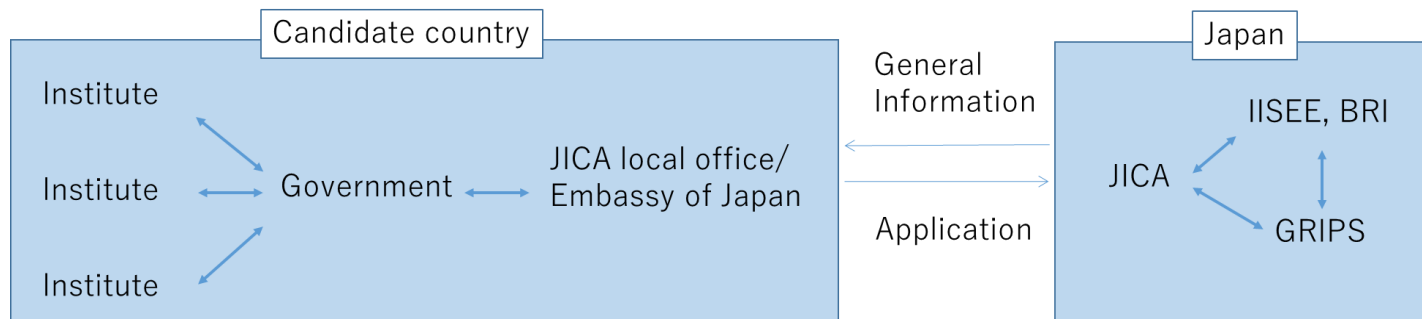 Candidate country
Institute
Institute
Institute
Government
JICA local office/
Embassy of Japan
General
Information
Application
Japan
IISEE, BRI
JICA
GRIPS